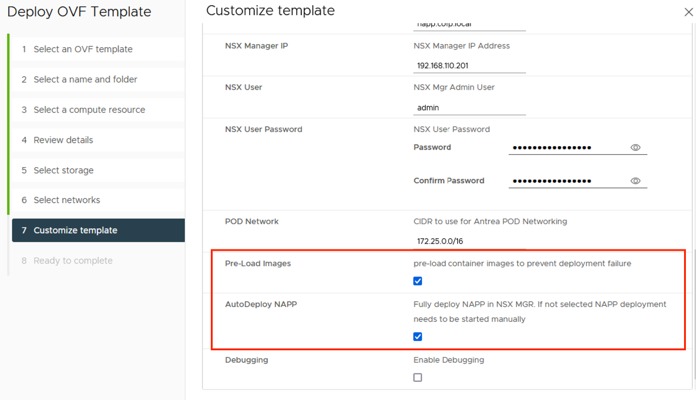 Deploy OVF Template
1 Select an OVF template
2 Select a name and folder
3 Select a compute resource
4 Review details
5 Select storage
6 Select networks
7 Customize template
8 Ready to complete
Customize template
napp.corp.local
NSX Manager IP
NSX Manager IP Address
192.168.110.201
NSX User
NSX Mgr Admin User
admin
NSX User Password
NSX User Password
Password
••••••••••••••••
Confirm Password
••••••••••••••••
POD Network
CIDR to use for Antrea POD Networking
172.25.0.0/16
Pre-Load Images
pre-load container images to prevent deployment failure
AutoDeploy NAPP
Fully deploy NAPP in NSX MGR. If not selected NAPP deployment
needs to be started manually
Debugging
Enable Debugging